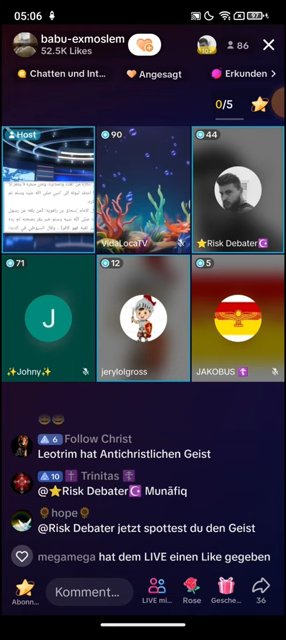 05:06
97
babu-exmoslem
52.5K Likes
86
Chatten und Int...
Angesagt
Erkunden >
0/5
Host
90
44
VidaLocaTV
⭐Risk Debater☪️
71
12
5
J
✨Johny✨
jerylolgross
JAKOBUS ✝️
6 Follow Christ
Leotrim hat Antichristlichen Geist
10 ✝️ Trinitas ✝️
@⭐Risk Debater☪️ Munāfiq
🌻hope🌻
@Risk Debater jetzt spottest du den Geist
megamega hat dem LIVE einen Like gegeben
Kommentar...
Abonn...
LIVE mi...
Rose
Gesche...
36